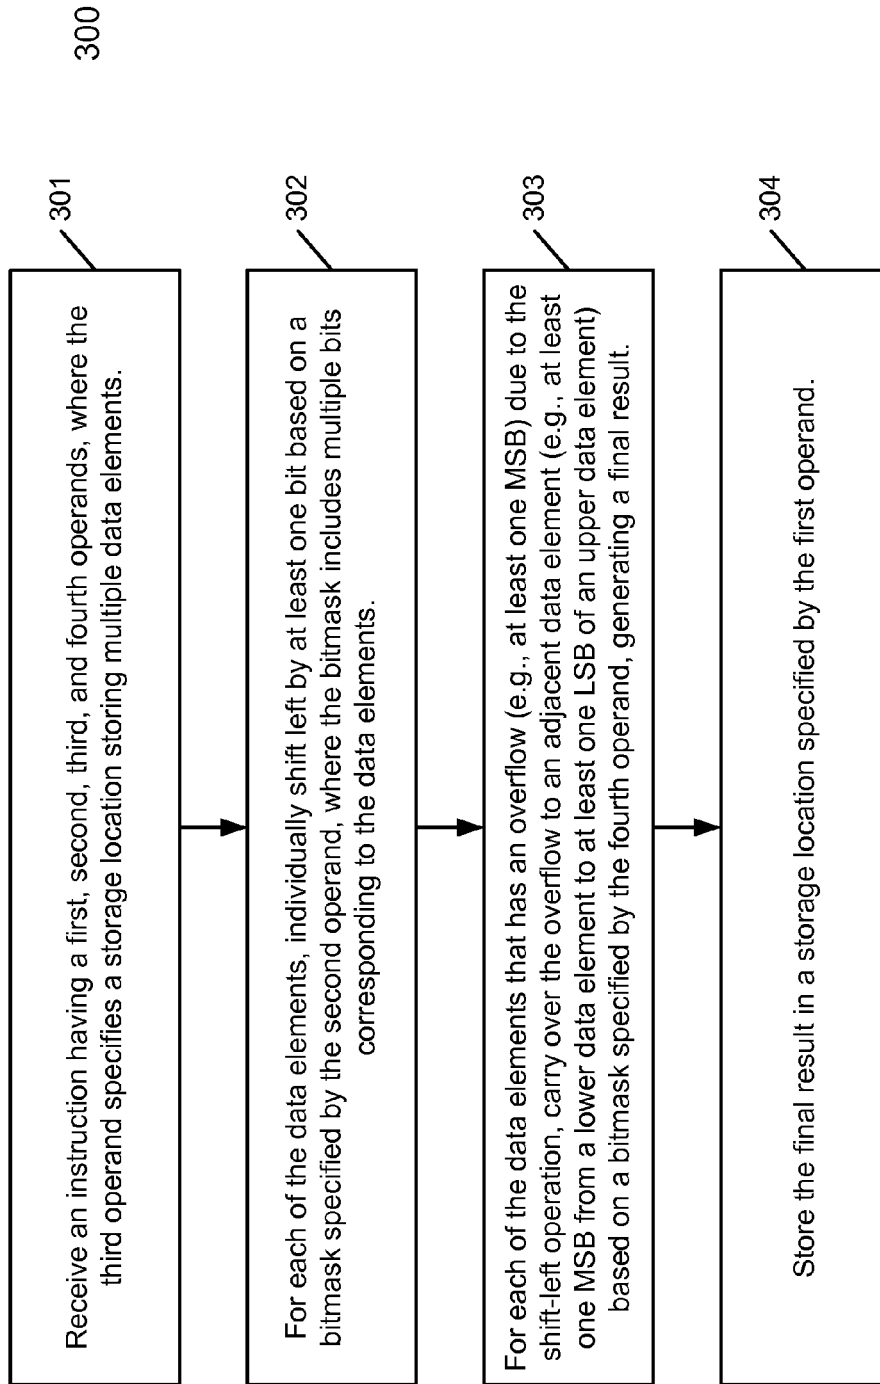 300
301
Receive an instruction having a first, second, third, and fourth operands, where the
third operand specifies a storage location storing multiple data elements.
302
For each of the data elements, individually shift left by at least one bit based on a
bitmask specified by the second operand, where the bitmask includes multiple bits
corresponding to the data elements.
303
For each of the data elements that has an overflow (e.g., at least one MSB) due to the
shift-left operation, carry over the overflow to an adjacent data element (e.g., at least
one MSB from a lower data element to at least one LSB of an upper data element)
based on a bitmask specified by the fourth operand, generating a final result.
304
Store the final result in a storage location specified by the first operand.